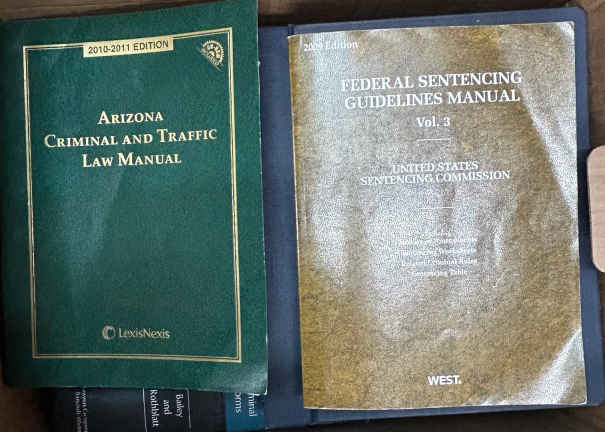 2010-2011 EDITION
ARIZONA
CRIMINAL AND TRAFFIC
LAW MANUAL
LexisNexis
2009 Edition
FEDERAL SENTENCING
GUIDELINES MANUAL
Vol. 3
UNITED STATES
SENTENCING COMMISSION
Sentencing Table
WEST.
Bailey
and
Rothblatt